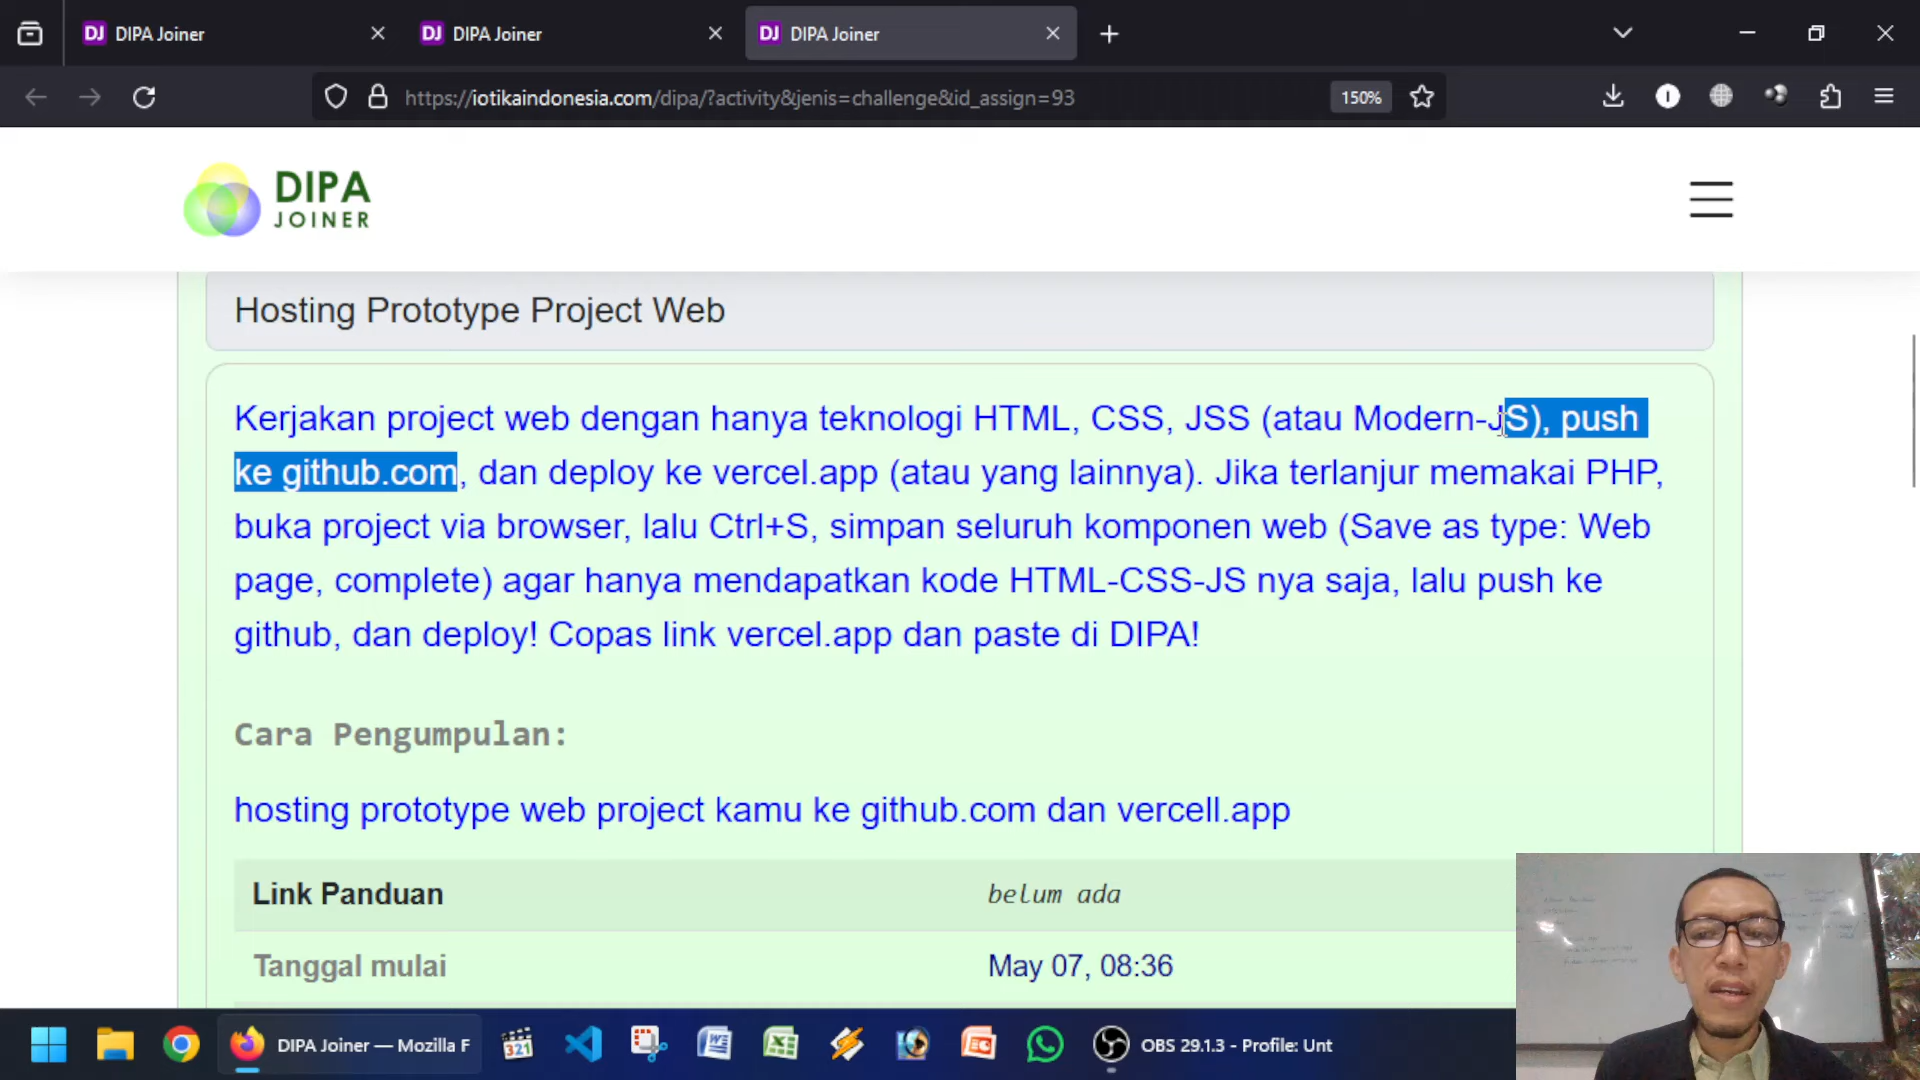 DJ DIPA Joiner
DJ DIPA Joiner
DJ DIPA Joiner
https://iotikaindonesia.com/dipa/?activity&jenis=challenge&id_assign=93
150%
DIPA
JOINER
Hosting Prototype Project Web
Kerjakan project web dengan hanya teknologi HTML, CSS, JSS (atau Modern-JS), push
ke github.com, dan deploy ke vercel.app (atau yang lainnya). Jika terlanjur memakai PHP,
buka project via browser, lalu Ctrl+S, simpan seluruh komponen web (Save as type: Web
page, complete) agar hanya mendapatkan kode HTML-CSS-JS nya saja, lalu push ke
github, dan deploy! Copas link vercel.app dan paste di DIPA!
Cara Pengumpulan:
hosting prototype web project kamu ke github.com dan vercell.app
Link Panduan
belum ada
Tanggal mulai
May 07, 08:36
DIPA Joiner — Mozilla F
321
OBS 29.1.3 - Profile: Unt